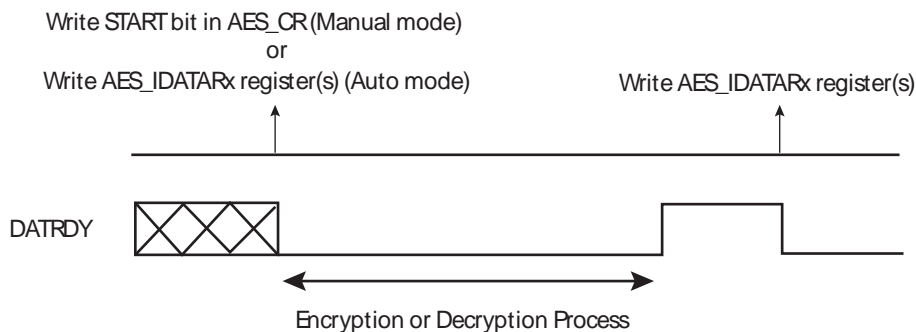 Write START bit in AES_CR (Manual mode)
or
Write AES_IDATARx register(s) (Auto mode)
Write AES_IDATARx register(s)
DATRDY
Encryption or Decryption Process